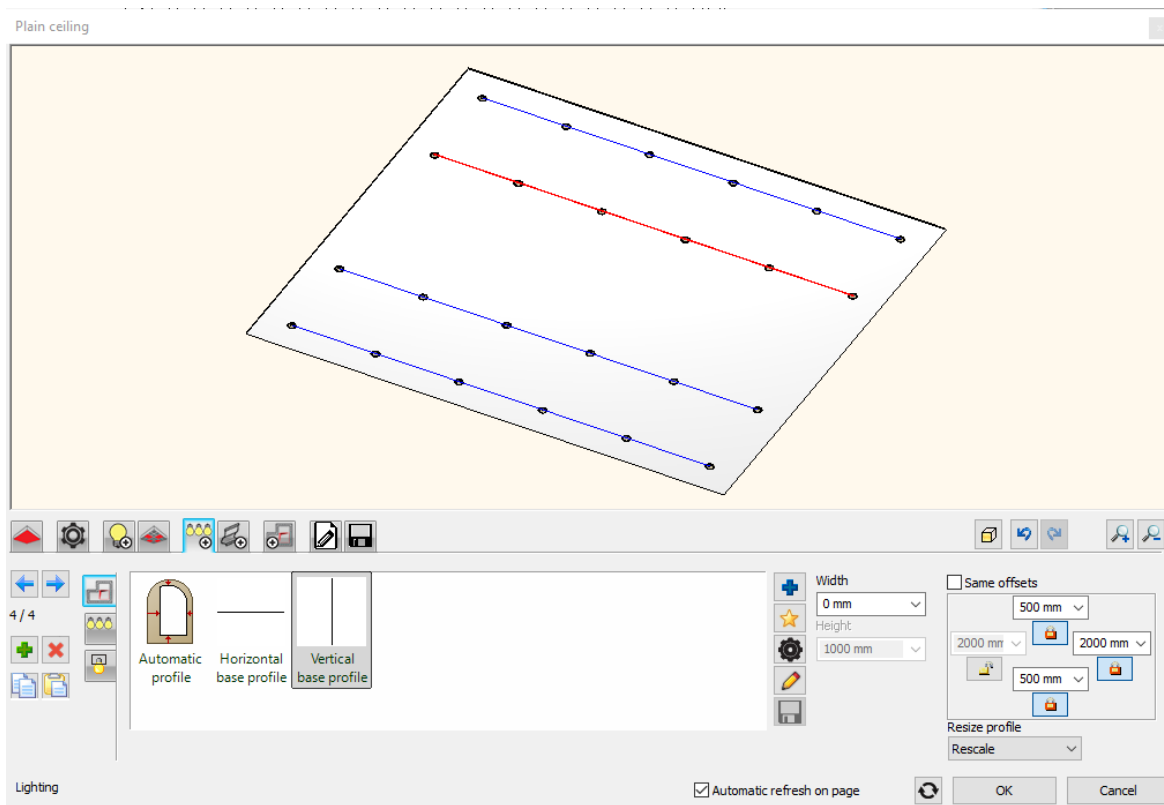 Plain ceiling
4/4
Automatic
profile
Horizontal
base profile
Vertical
base profile
Width
0 mm
Height
1000 mm
Same offsets
500 mm
2000 mm
2000 mm
500 mm
Resize profile
Rescale
Lighting
Automatic refresh on page
OK
Cancel